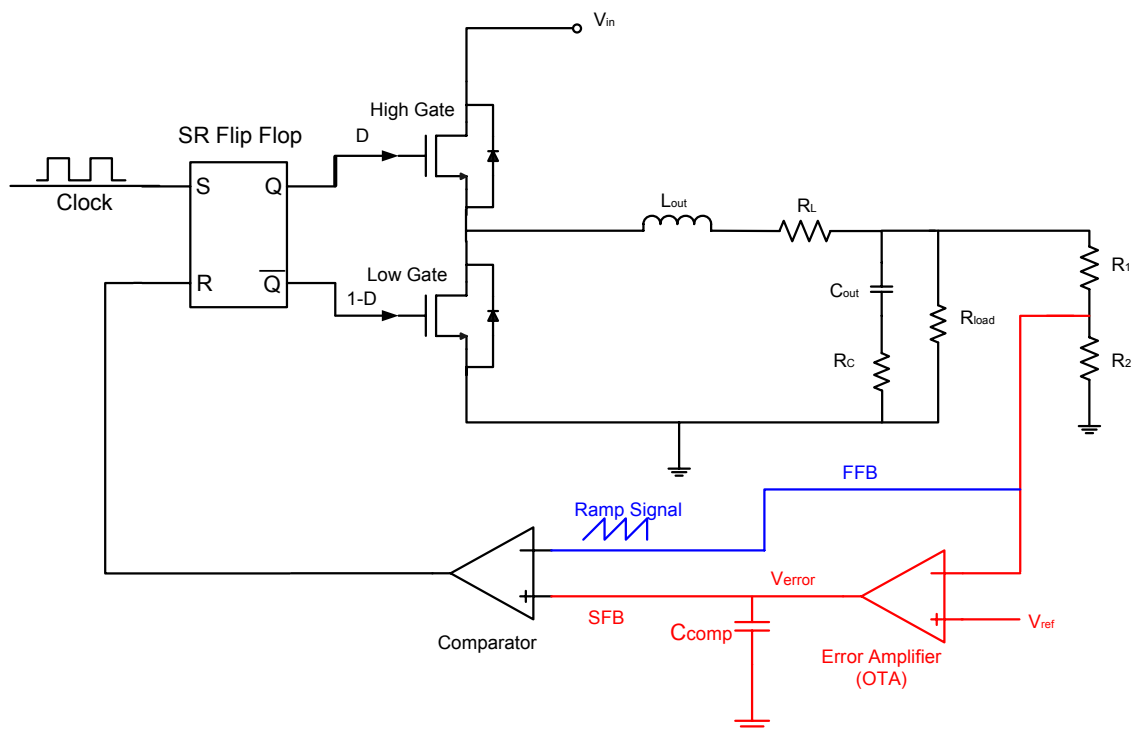 Vin
High Gate
SR Flip Flop
D
S
Q
Clock
Lout
RL
R1
Low Gate
R
Q
1-D
Cout
Rload
RC
R2
FFB
Ramp Signal
Verror
SFB
Ccomp
Vref
Comparator
Error Amplifier
(OTA)